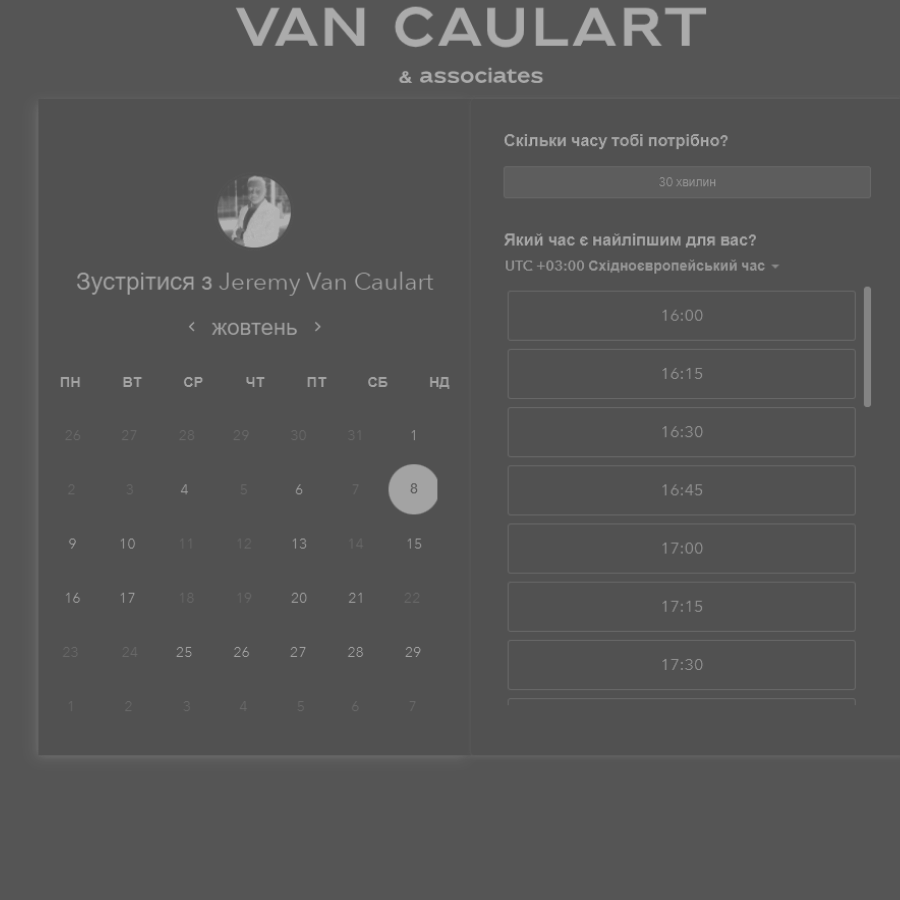 VAN CAULART
& associates
Зустрітися з Jeremy Van Caulart
жовтень
ПН ВТ СР ЧТ ПТ СБ НД
26 27 28 29 30 31 1
2 3 4 5 6 7 8
9 10 11 12 13 14 15
16 17 18 19 20 21 22
23 24 25 26 27 28 29
1 2 3 4 5 6 7
Скільки часу тобі потрібно?
30 хвилин
Який час є найліпшим для вас?
UTC +03:00 Східноєвропейський час
16:00
16:15
16:30
16:45
17:00
17:15
17:30